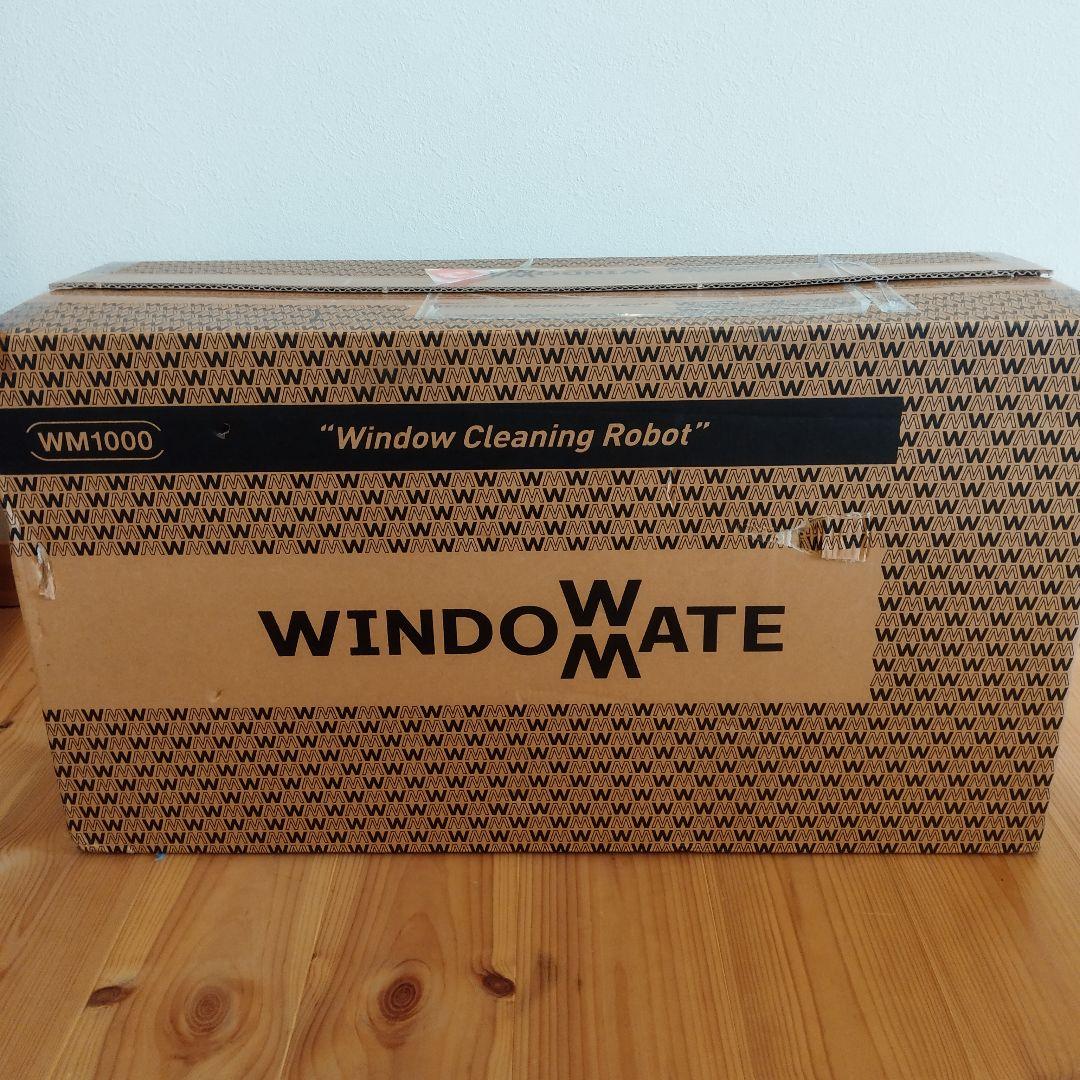 WM1000
"Window Cleaning Robot"
WINDOWMATE